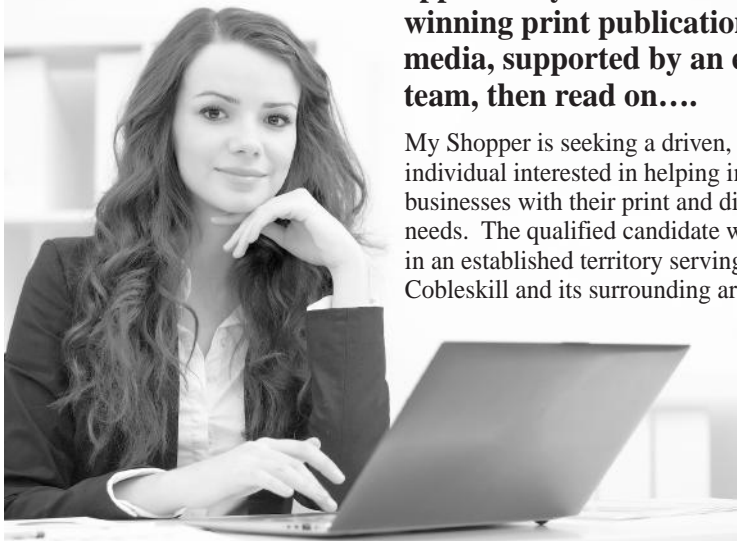 winning print publication
media, supported by an e
team, then read on….
My Shopper is seeking a driven,
individual interested in helping in
businesses with their print and di
needs.  The qualified candidate w
in an established territory serving
Cobleskill and its surrounding ar